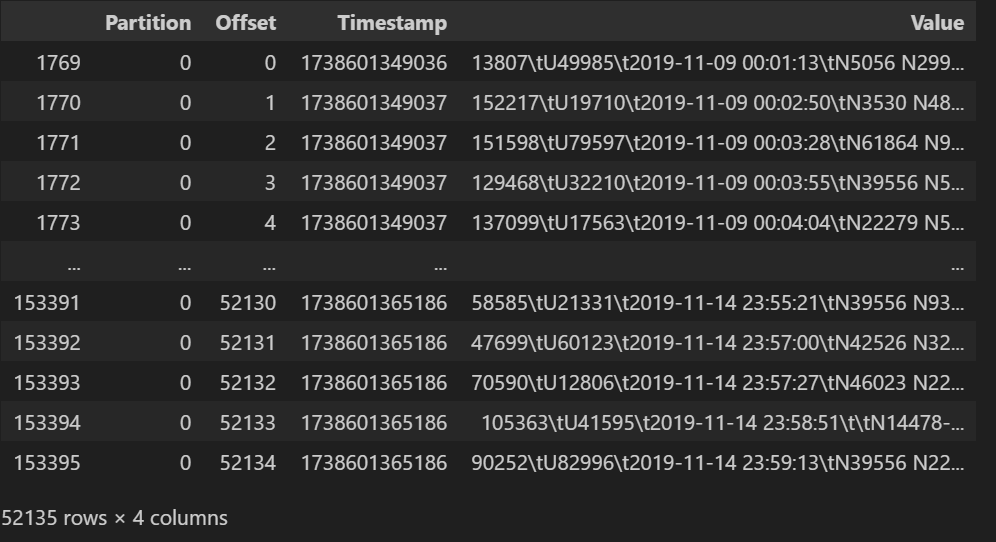 Partition Offset Timestamp Value
1769 0 0 1738601349036 13807\tU49985\t2019-11-09 00:01:13\tN5056 N299...
1770 0 1 1738601349037 152217\tU19710\t2019-11-09 00:02:50\tN3530 N48...
1771 0 2 1738601349037 151598\tU79597\t2019-11-09 00:03:28\tN61864 N9...
1772 0 3 1738601349037 129468\tU32210\t2019-11-09 00:03:55\tN39556 N5...
1773 0 4 1738601349037 137099\tU17563\t2019-11-09 00:04:04\tN22279 N5...
... ... ... ... ...
153391 0 52130 1738601365186 58585\tU21331\t2019-11-14 23:55:21\tN39556 N93...
153392 0 52131 1738601365186 47699\tU60123\t2019-11-14 23:57:00\tN42526 N32...
153393 0 52132 1738601365186 70590\tU12806\t2019-11-14 23:57:27\tN46023 N22...
153394 0 52133 1738601365186 105363\tU41595\t2019-11-14 23:58:51\t\tN14478-...
153395 0 52134 1738601365186 90252\tU82996\t2019-11-14 23:59:13\tN39556 N22...
52135 rows × 4 columns